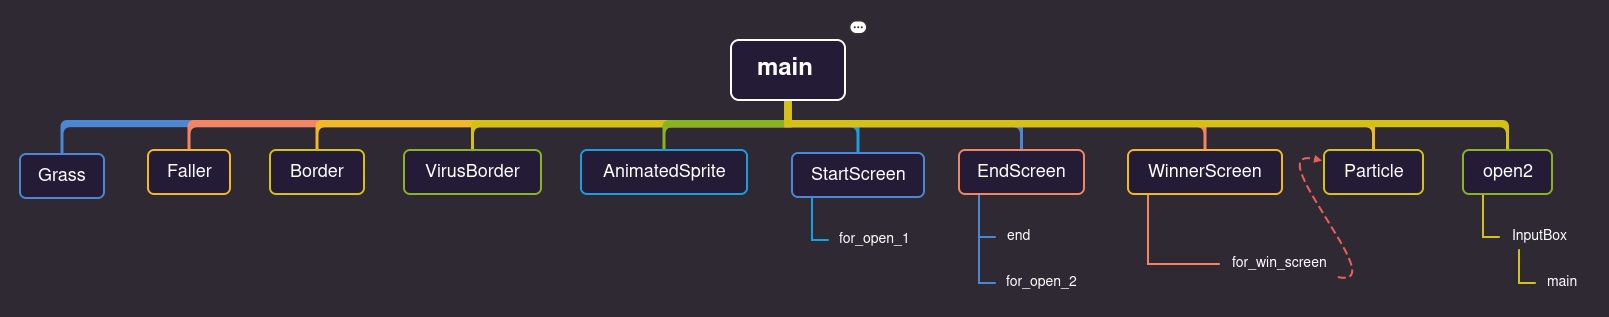 main
Grass
Faller
Border
VirusBorder
AnimatedSprite
StartScreen
EndScreen
WinnerScreen
Particle
open2
for_open_1
end
for_open_2
for_win_screen
InputBox
main